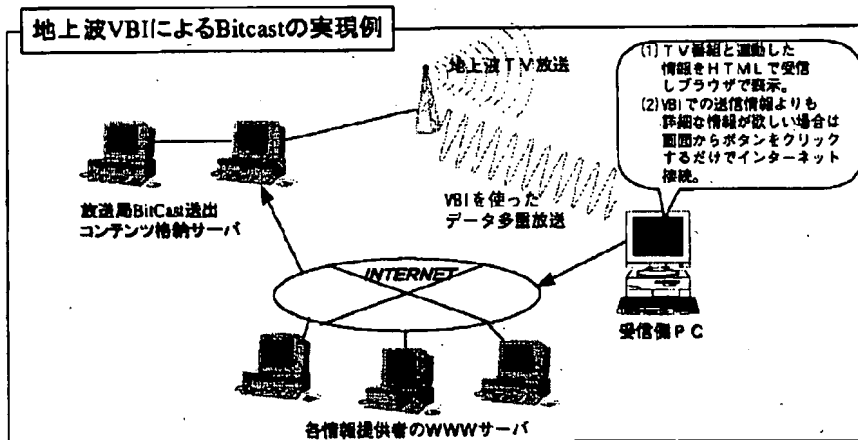 地上波VBIによるBitcastの実現例
地上波TV放送
(1)TV番組と連動した
情報をHTMLで受信
しブラウザで表示。
(2)VBIでの送信情報よりも
詳細な情報が欲しい場合は
画面からボタンをクリック
するだけでインターネット
接続。
放送局BitCast送出
コンテンツ格納サーバ
VBIを使った
データ多重放送
INTERNET
受信側PC
各情報提供者のWWWサーバ